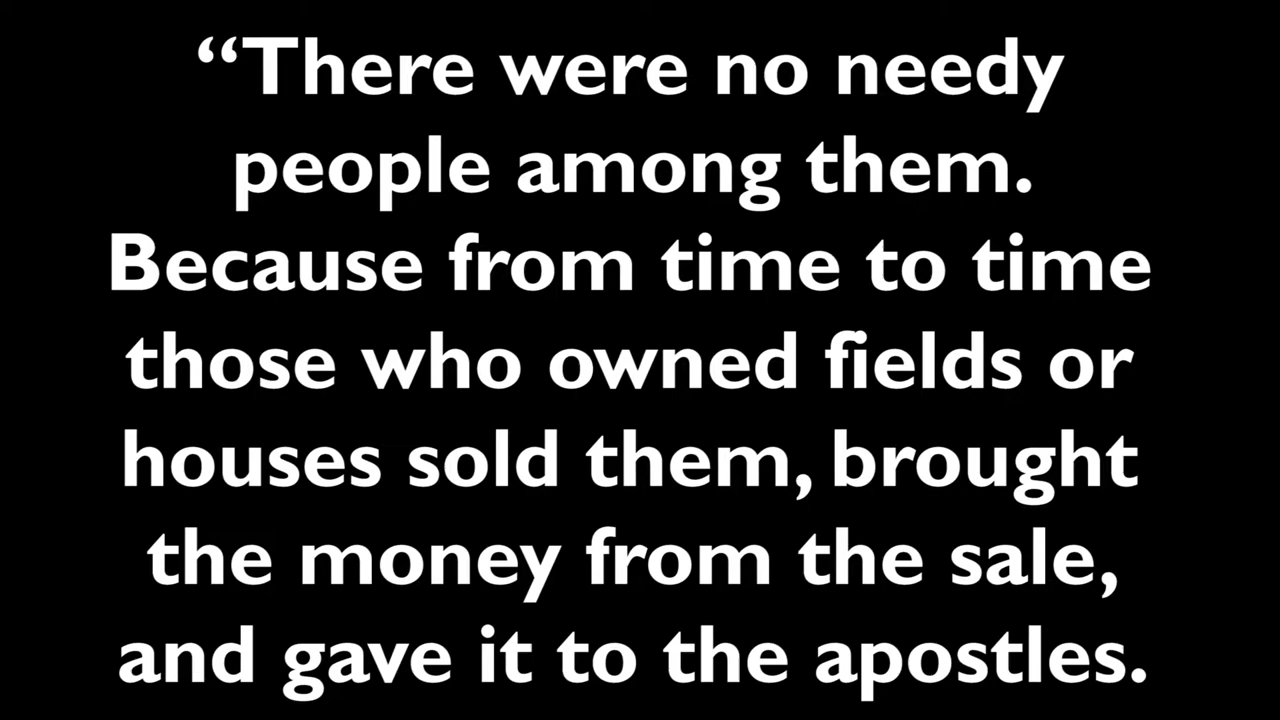 “There were no needy
people among them.
Because from time to time
those who owned fields or
houses sold them, brought
the money from the sale,
and gave it to the apostles.